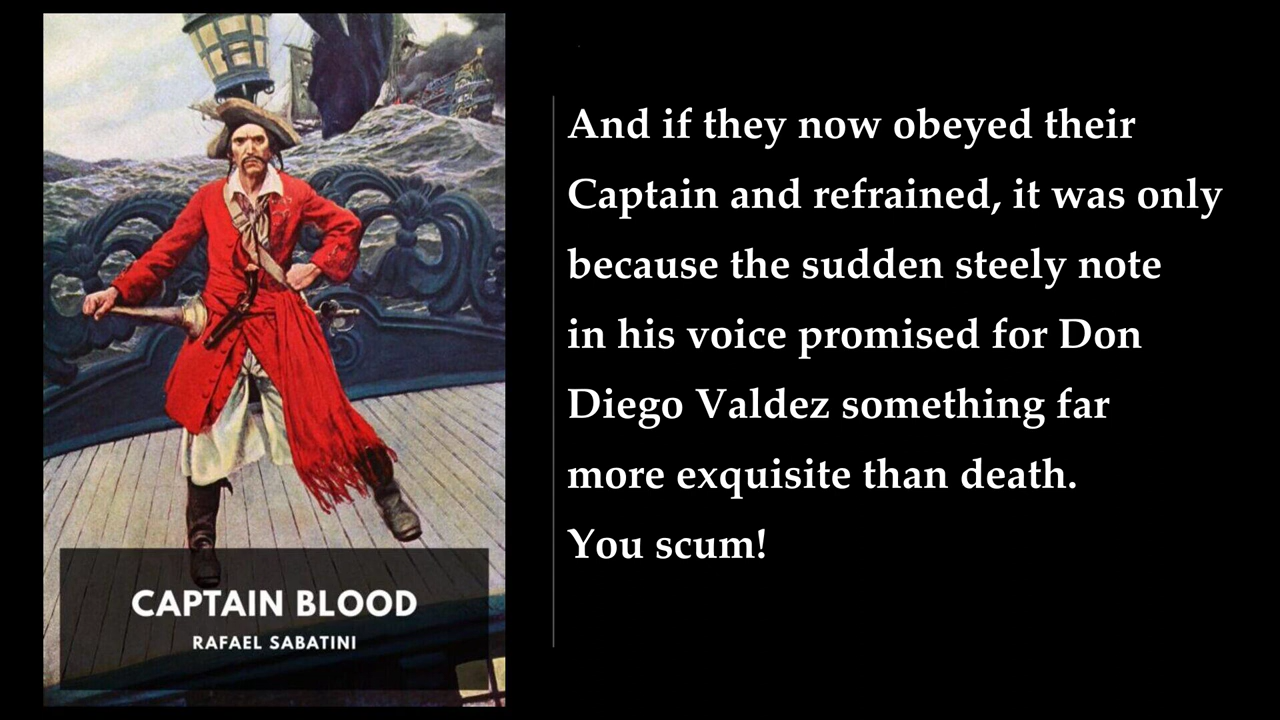 And if they now obeyed their
Captain and refrained, it was only
because the sudden steely note
in his voice promised for Don
Diego Valdez something far
more exquisite than death.
You scum!
CAPTAIN BLOOD
RAFAEL SABATINI